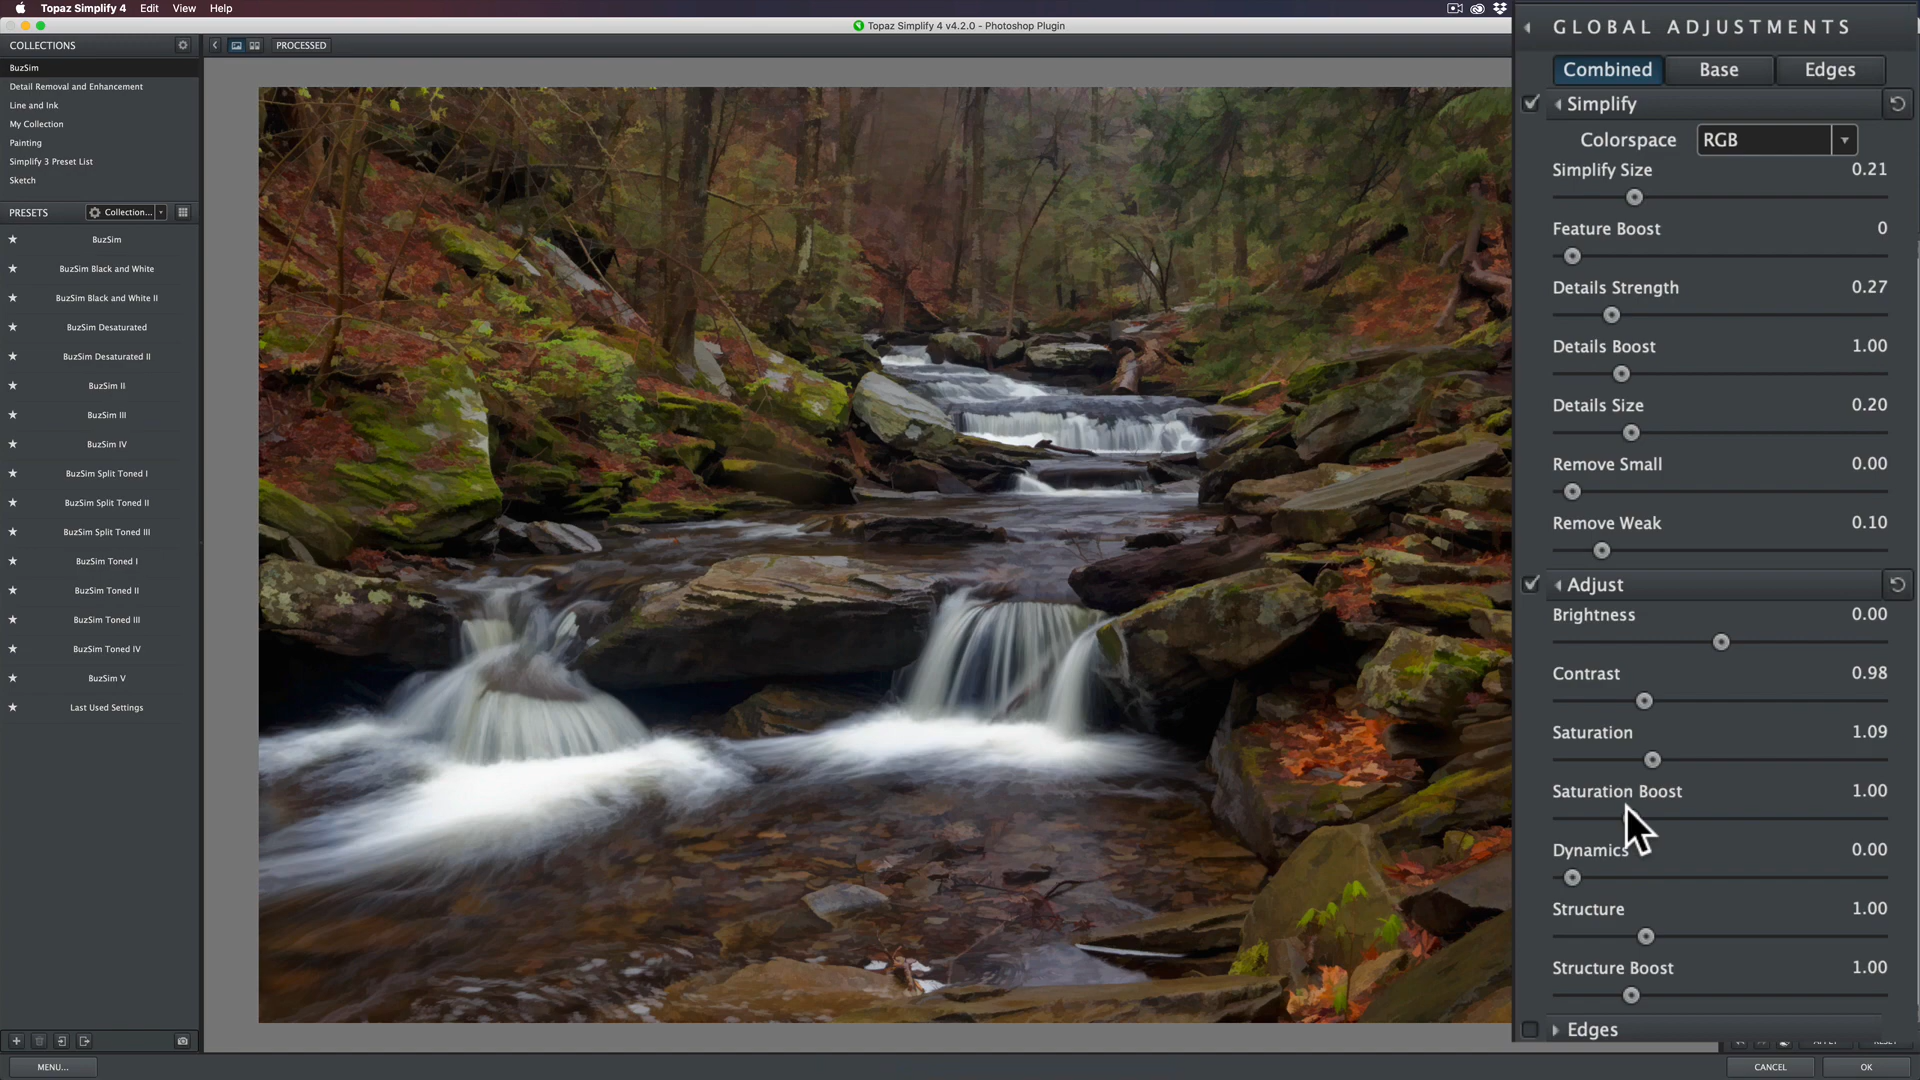 Topaz Simplify 4 Edit View Help
Topaz Simplify 4 v4.2.0 - Photoshop Plugin
COLLECTIONS
BuzSim
Detail Removal and Enhancement
Line and Ink
My Collection
Painting
Simplify 3 Preset List
Sketch
PRESETS Collection...
BuzSim
BuzSim Black and White
BuzSim Black and White II
BuzSim Desaturated
BuzSim Desaturated II
BuzSim II
BuzSim III
BuzSim IV
BuzSim Split Toned I
BuzSim Split Toned II
BuzSim Split Toned III
BuzSim Toned I
BuzSim Toned II
BuzSim Toned III
BuzSim Toned IV
BuzSim V
Last Used Settings
MENU...
PROCESSED
GLOBAL ADJUSTMENTS
Combined Base Edges
Simplify
Colorspace RGB
Simplify Size 0.21
Feature Boost 0
Details Strength 0.27
Details Boost 1.00
Details Size 0.20
Remove Small 0.00
Remove Weak 0.10
Adjust
Brightness 0.00
Contrast 0.98
Saturation 1.09
Saturation Boost 1.00
Dynamics 0.00
Structure 1.00
Structure Boost 1.00
Edges
CANCEL OK